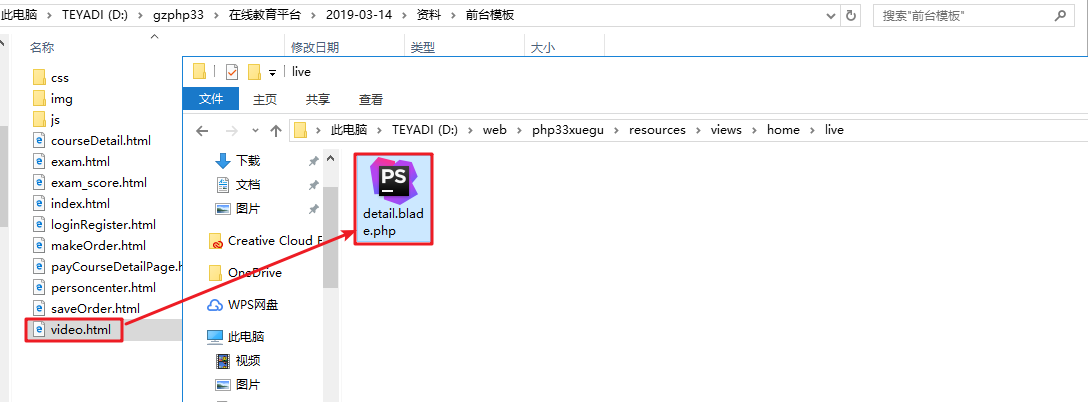 此电脑 › TEYADI (D:) › gzphp33 › 在线教育平台 › 2019-03-14 › 资料 › 前台模板
搜索"前台模板"
名称 修改日期 类型 大小
css
img
js
courseDetail.html
exam.html
exam_score.html
index.html
loginRegister.html
makeOrder.html
payCourseDetailPage.h
personcenter.html
saveOrder.html
video.html
live
文件 主页 共享 查看
此电脑 › TEYADI (D:) › web › php33xuegu › resources › views › home › live
下载
文档
图片
Creative Cloud F
OneDrive
WPS网盘
此电脑
视频
图片
PS
detail.blad
e.php